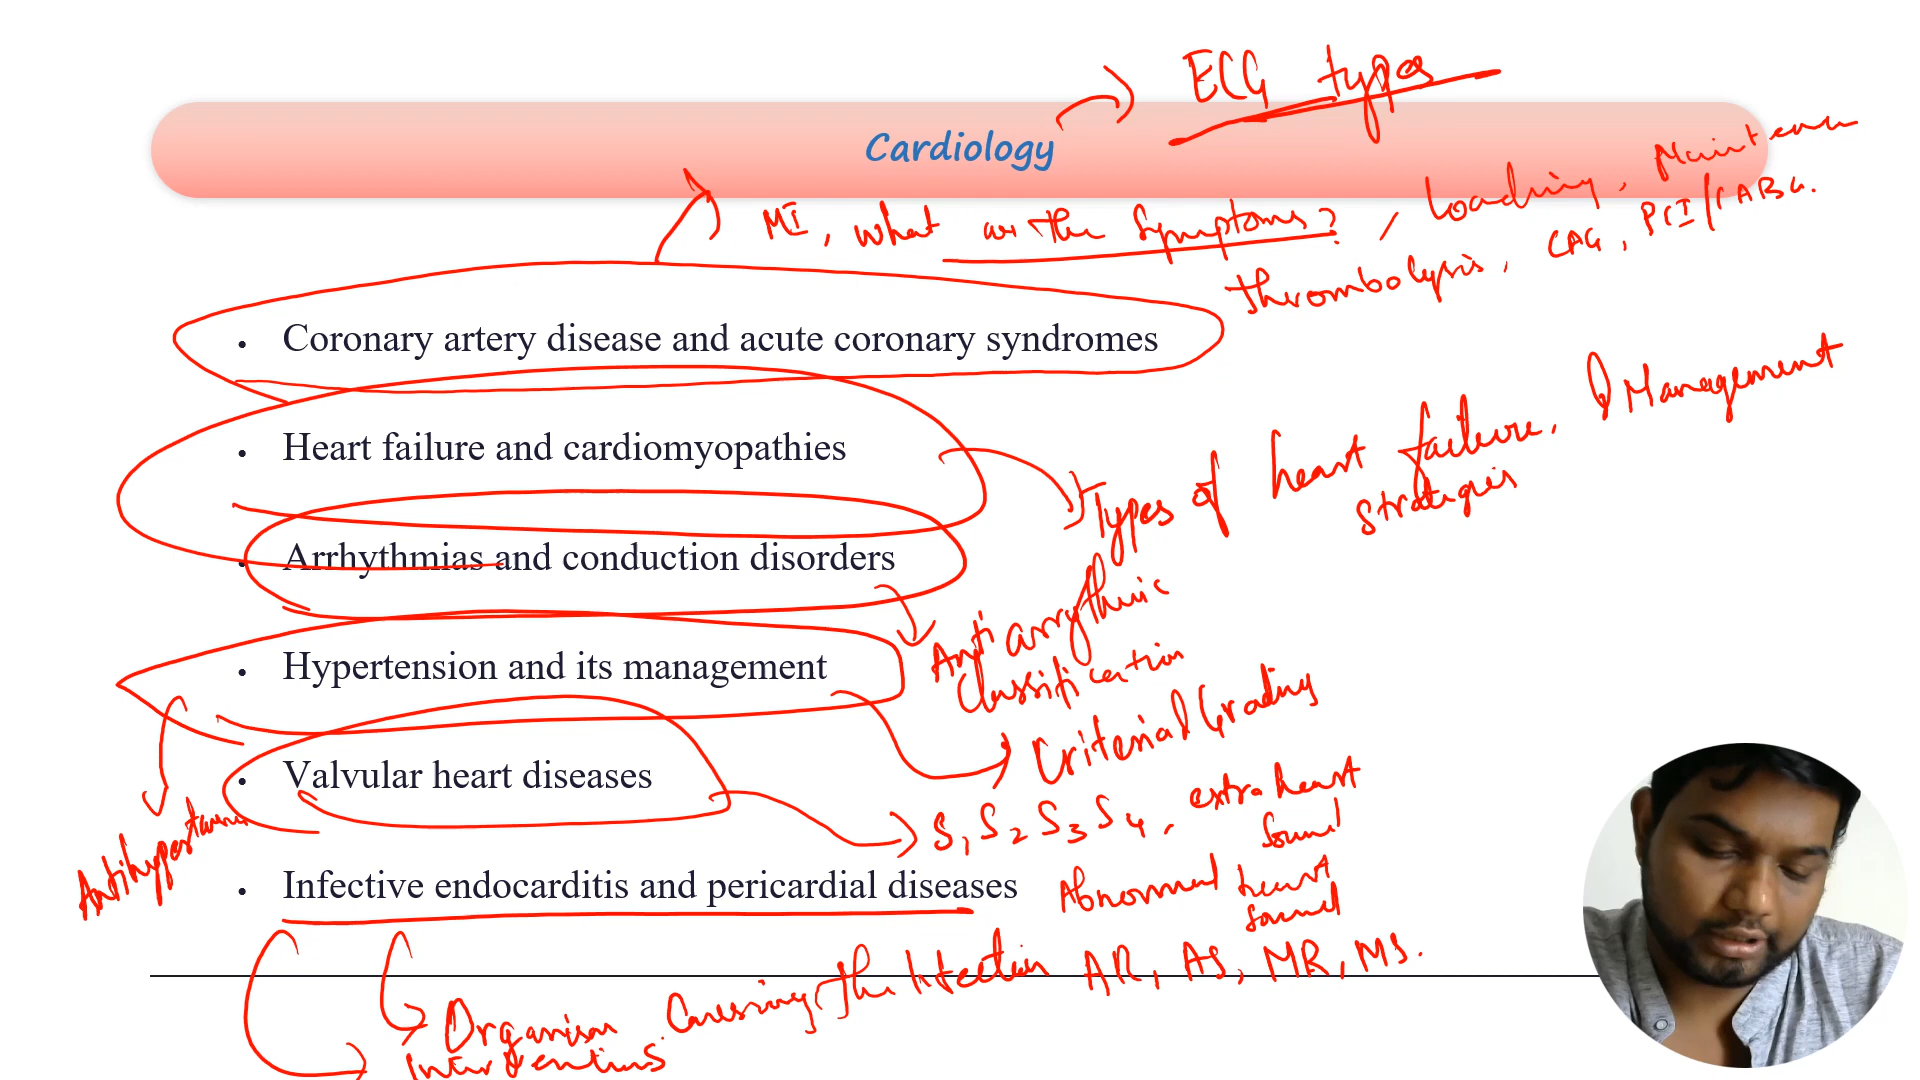 ECG types
Cardiology
Maintenan
MI, what are the symptoms? / Loading,
thrombolysis, CAG, PCI/CABG.
• Coronary artery disease and acute coronary syndromes
• Heart failure and cardiomyopathies
Types of heart failure, & Management
Strategies
• Arrhythmias and conduction disorders
Anti arrythmic
Classification
• Hypertension and its management
Criteria & Grading
• Valvular heart diseases
S1 S2 S3 S4, extra heart
sound
Antihypertensive
• Infective endocarditis and pericardial diseases
Abnormal heart
sound
AR, AS, MR, MS.
Organism Causing the Infection
Interventions.